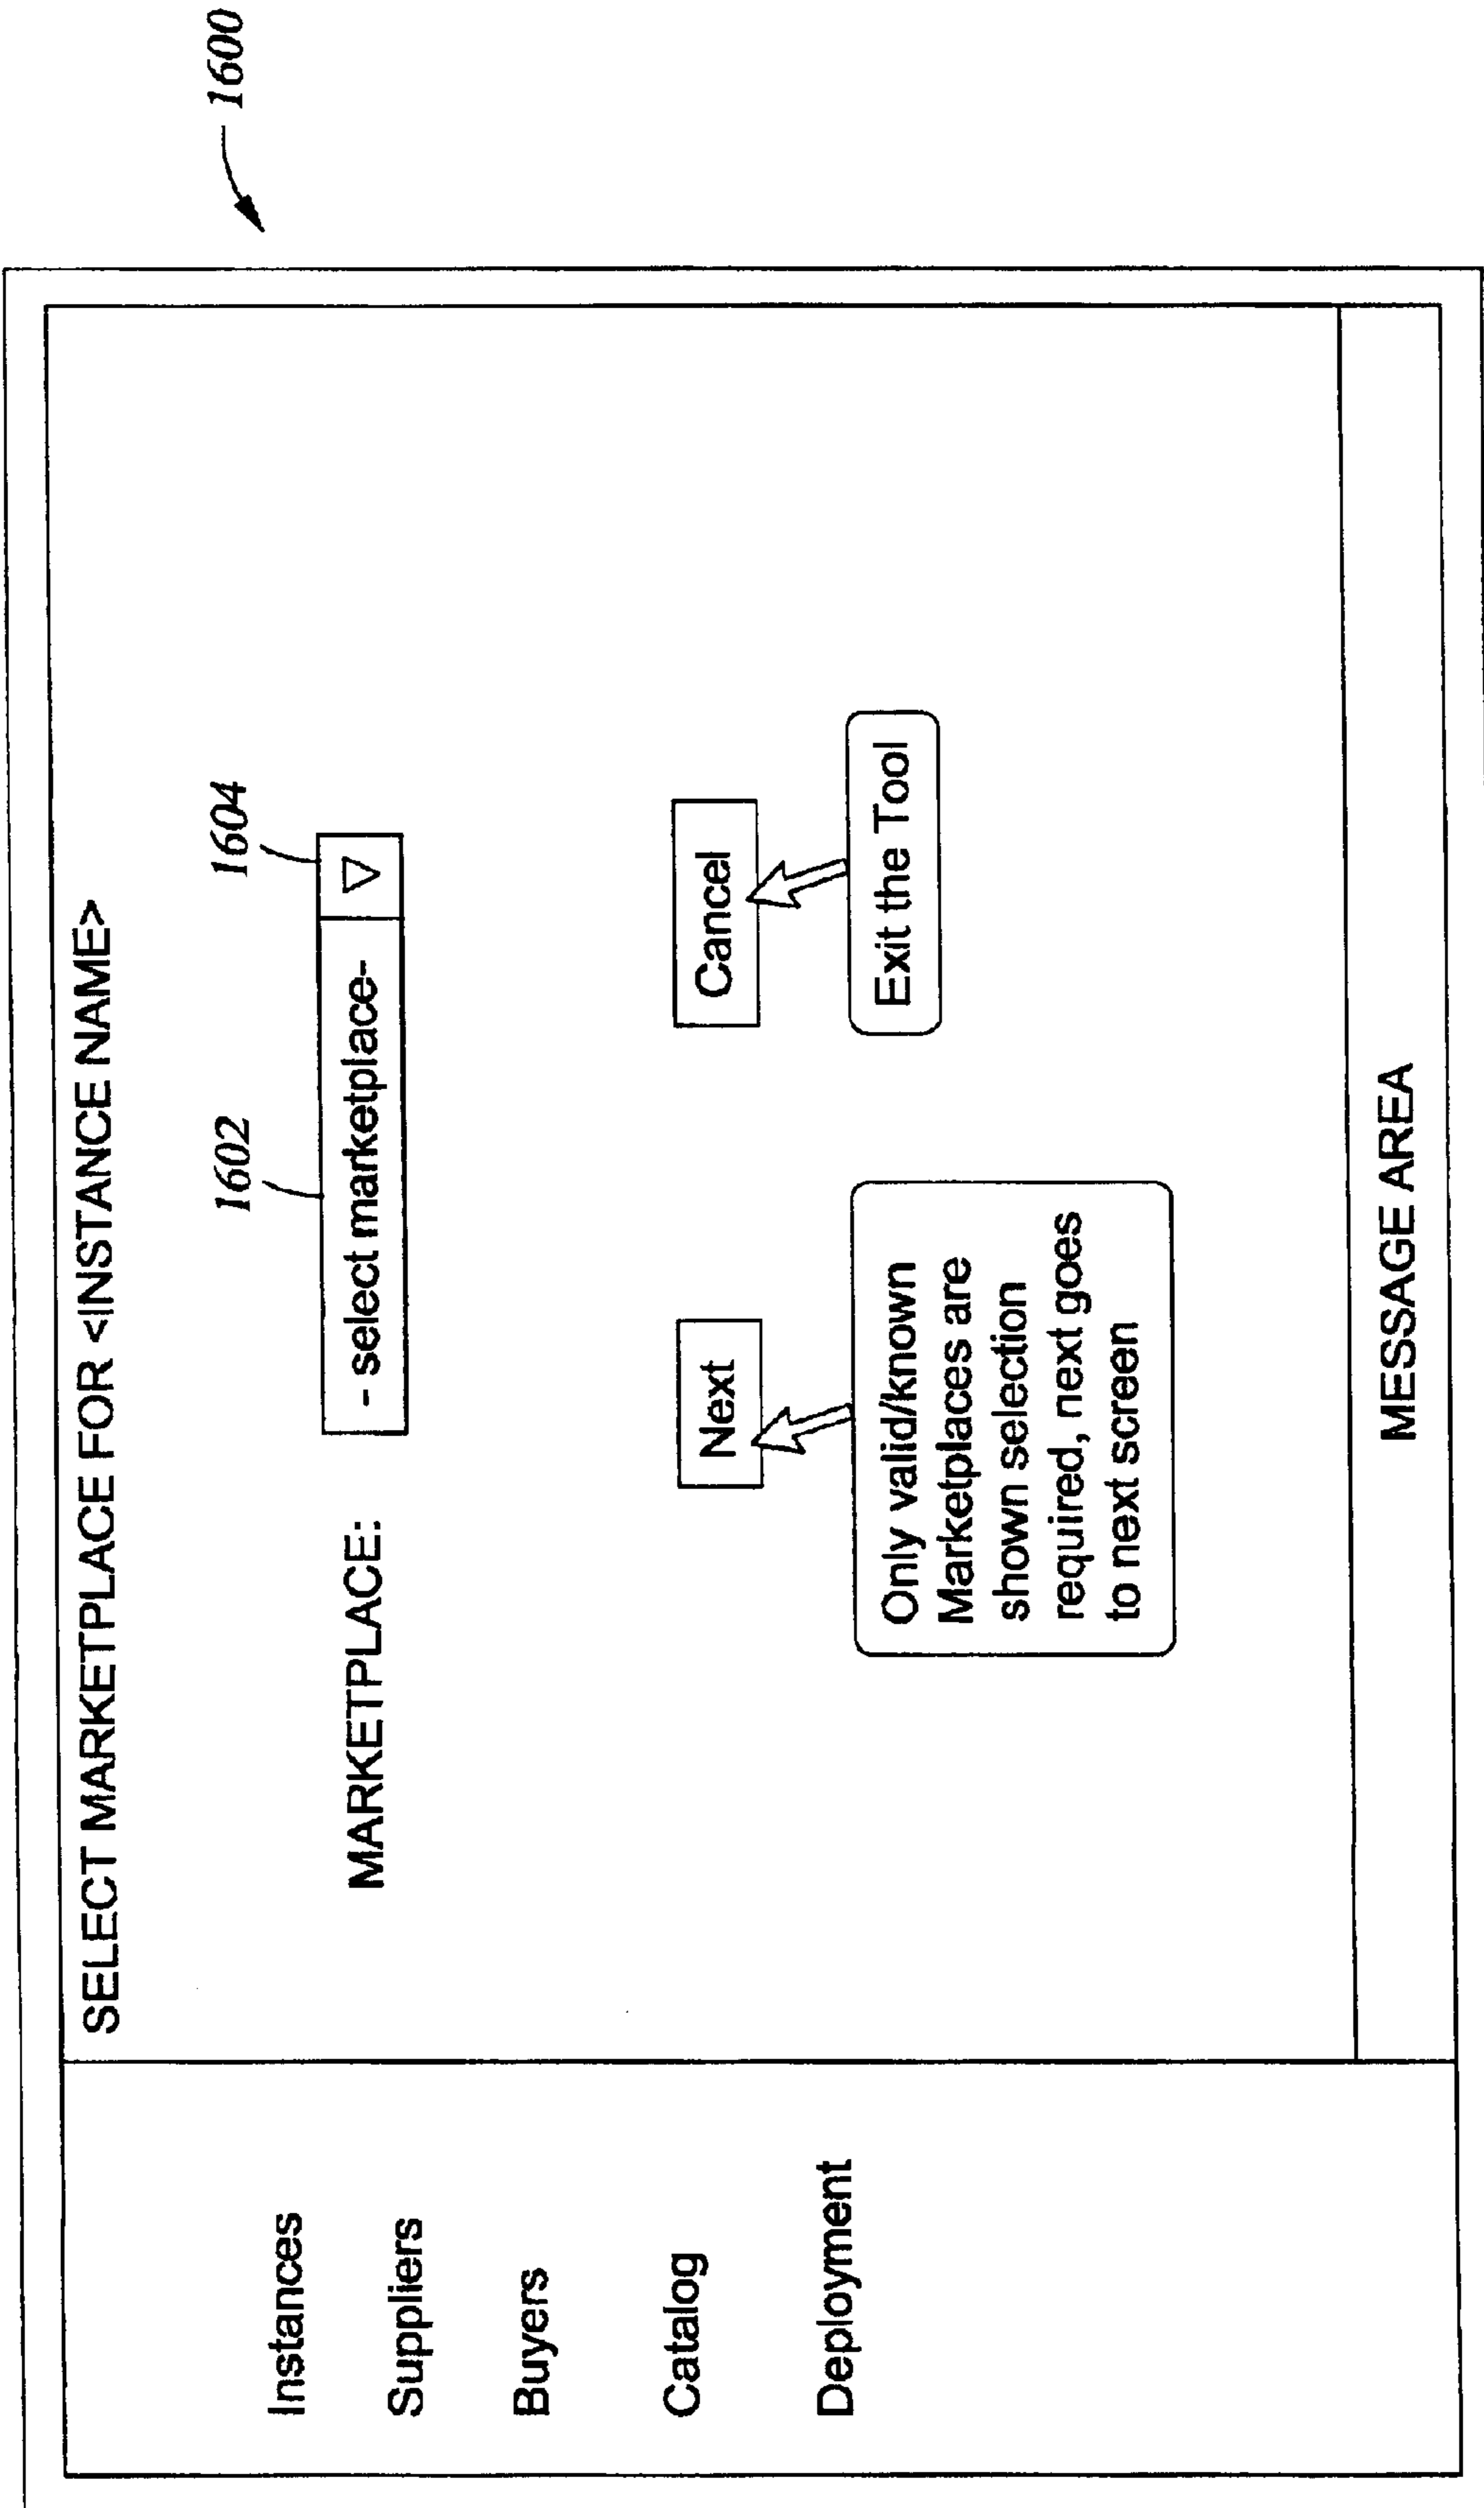 1600
SELECT MARKETPLACE FOR <INSTANCE NAME>
Instances
Suppliers
Buyers
Catalog
Deployment
1602
1604
MARKETPLACE:
- select marketplace-
Next
Cancel
Only valid/known
Marketplaces are
shown selection
required, next goes
to next screen
Exit the Tool
MESSAGE AREA